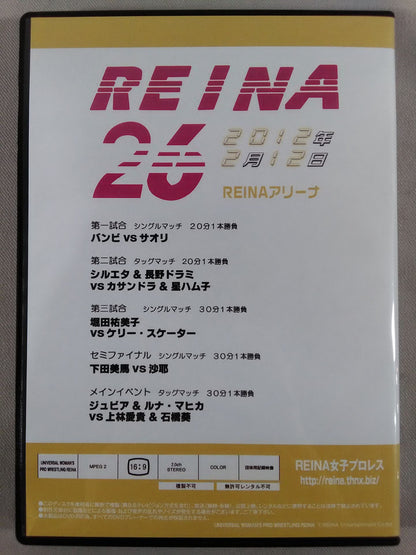 REINA
26
2012年
2月12日
REINAアリーナ
第一試合 シングルマッチ 20分1本勝負
バンビ vs サオリ
第二試合 タッグマッチ 20分1本勝負
シルエタ & 長野ドラミ
vs カサンドラ & 星ハム子
第三試合 シングルマッチ 30分1本勝負
堀田祐美子
vs ケリー・スケーター
セミファイナル シングルマッチ 30分1本勝負
下田美馬 vs 沙耶
メインイベント タッグマッチ 30分1本勝負
ジュピア & ルナ・マヒカ
vs 上林愛貴 & 石橋葵
UNIVERSAL WOMAN'S
PRO WRESTLING REINA
MPEG 2
16:9
2.0ch
STEREO
COLOR
複製不可
無許可レンタル不可
REINA女子プロレス
http://reina.thnx.biz/
UNIVERSAL WOMAN'S PRO WRESTLING REINA